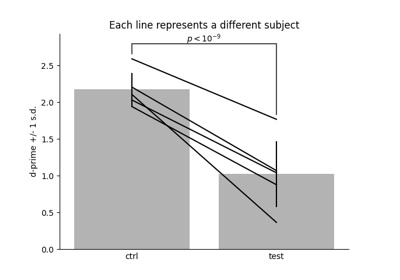 Each line represents a different subject
p < 10⁻⁹
2.5
2.0
1.5
1.0
0.5
0.0
d-prime +/- 1 s.d.
ctrl test